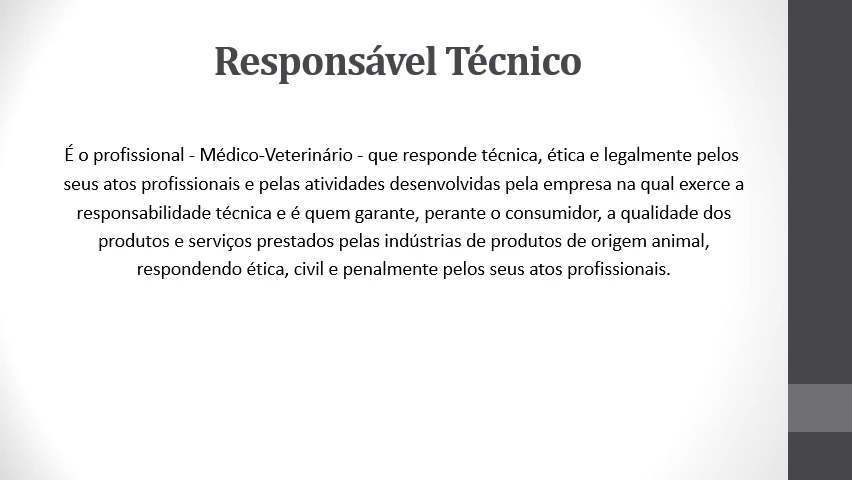 Responsável Técnico
É o profissional - Médico-Veterinário - que responde técnica, ética e legalmente pelos
seus atos profissionais e pelas atividades desenvolvidas pela empresa na qual exerce a
responsabilidade técnica e é quem garante, perante o consumidor, a qualidade dos
produtos e serviços prestados pelas indústrias de produtos de origem animal,
respondendo ética, civil e penalmente pelos seus atos profissionais.